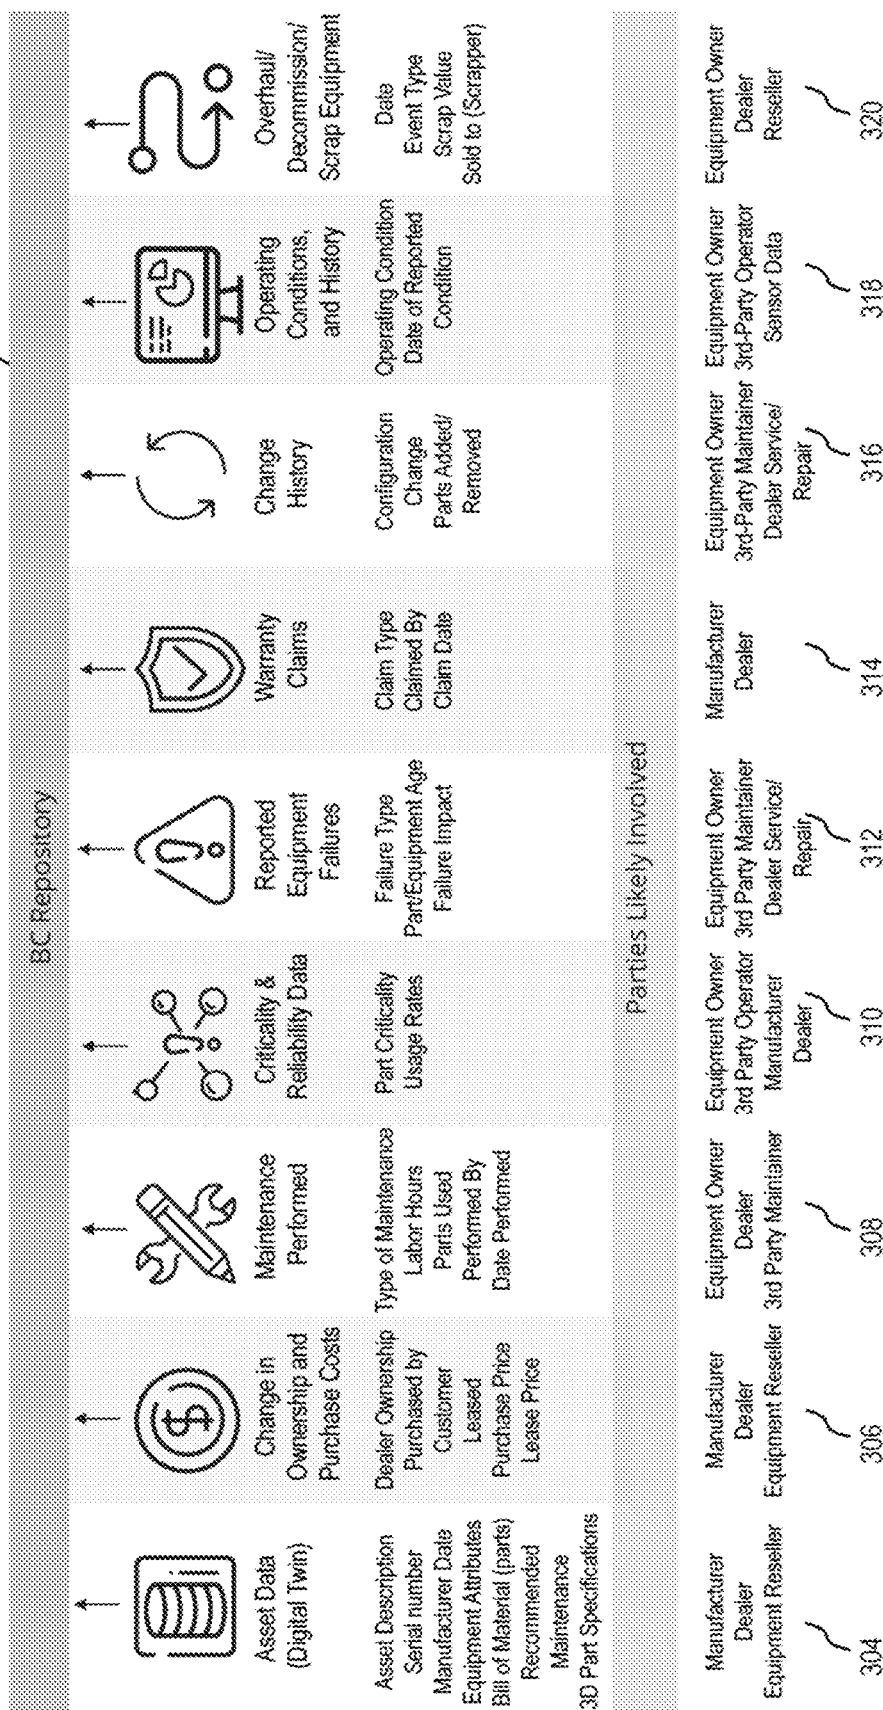 BC Repository
Asset Data
(Digital Twin)
Asset Description
Serial number
Manufacturer Date
Equipment Attributes
Bill of Material (parts)
Recommended
Maintenance
3D Part Specifications
Change in
Ownership and
Purchase Costs
Dealer Ownership
Purchased by
Customer
Leased
Purchase Price
Lease Price
Maintenance
Performed
Type of Maintenance
Labor Hours
Parts Used
Performed By
Date Performed
Criticality &
Reliability Data
Part Criticality
Usage Rates
Reported
Equipment
Failures
Failure Type
Part/Equipment Age
Failure Impact
Warranty
Claims
Claim Type
Claimed By
Claim Date
Change
History
Configuration
Change
Parts Added/
Removed
Operating
Conditions,
and History
Operating Condition
Date of Reported
Condition
Overhaul/
Decommission/
Scrap Equipment
Date
Event Type
Scrap Value
Sold to (Scrapper)
Parties Likely Involved
Manufacturer
Dealer
Equipment Reseller
304
Manufacturer
Dealer
Equipment Reseller
306
Equipment Owner
Dealer
3rd Party Maintainer
308
Equipment Owner
3rd Party Operator
Manufacturer
Dealer
310
Equipment Owner
3rd Party Maintainer
Dealer Service/
Repair
312
Manufacturer
Dealer
314
Equipment Owner
3rd-Party Maintainer
Dealer Service/
Repair
316
Equipment Owner
3rd-Party Operator
Sensor Data
318
Equipment Owner
Dealer
Reseller
320